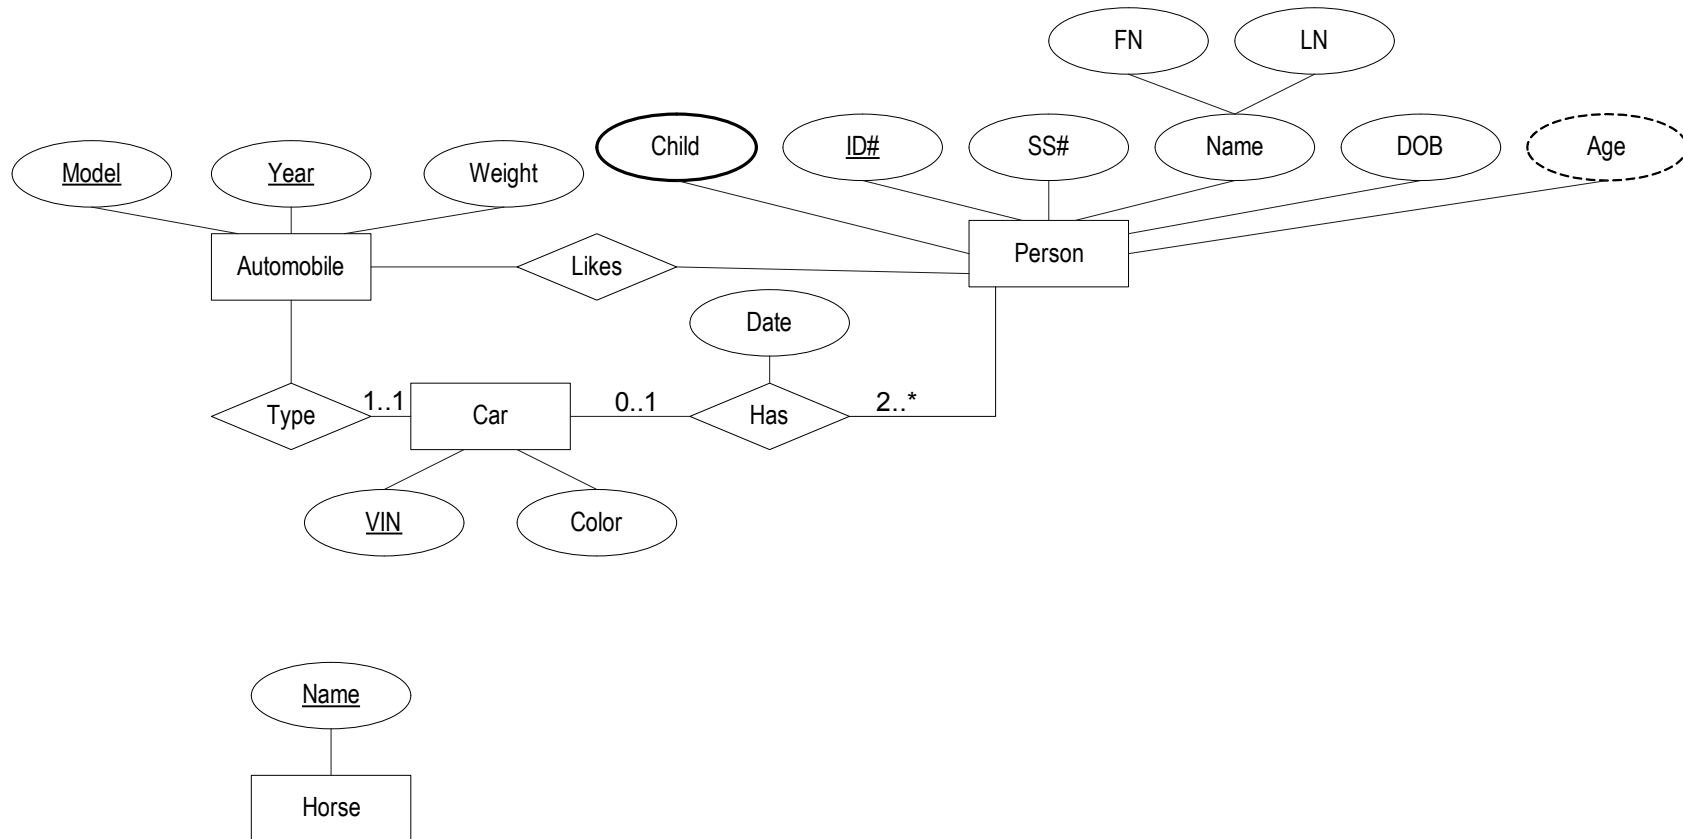 FN
LN
Child
ID#
SS#
Name
DOB
Age
Model
Year
Weight
Automobile
Likes
Person
Date
Type
1..1
Car
0..1
Has
2..*
VIN
Color
Name
Horse